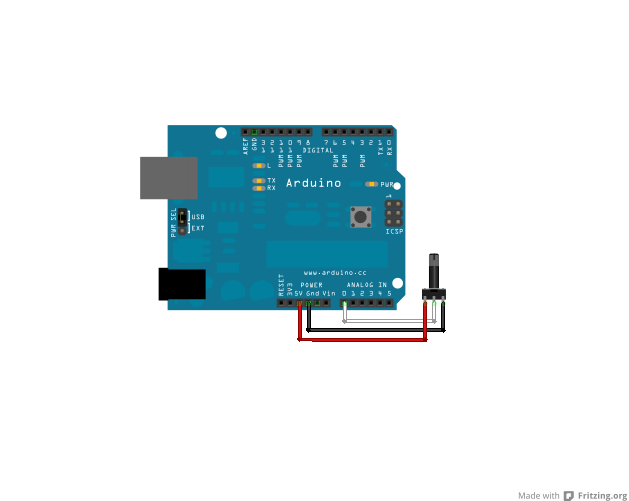 AREF
GND
13
12
PWM 11
PWM 10
PWM 9
8
7
PWM 6
PWM 5
4
PWM 3
2
TX 1
RX 0
DIGITAL
L
TX
RX
Arduino
PWR
1
PWR SEL
USB
EXT
ICSP
www.arduino.cc
POWER
ANALOG IN
RESET
3V3
5V Gnd Vin 0 1 2 3 4 5
Made with Fritzing.org